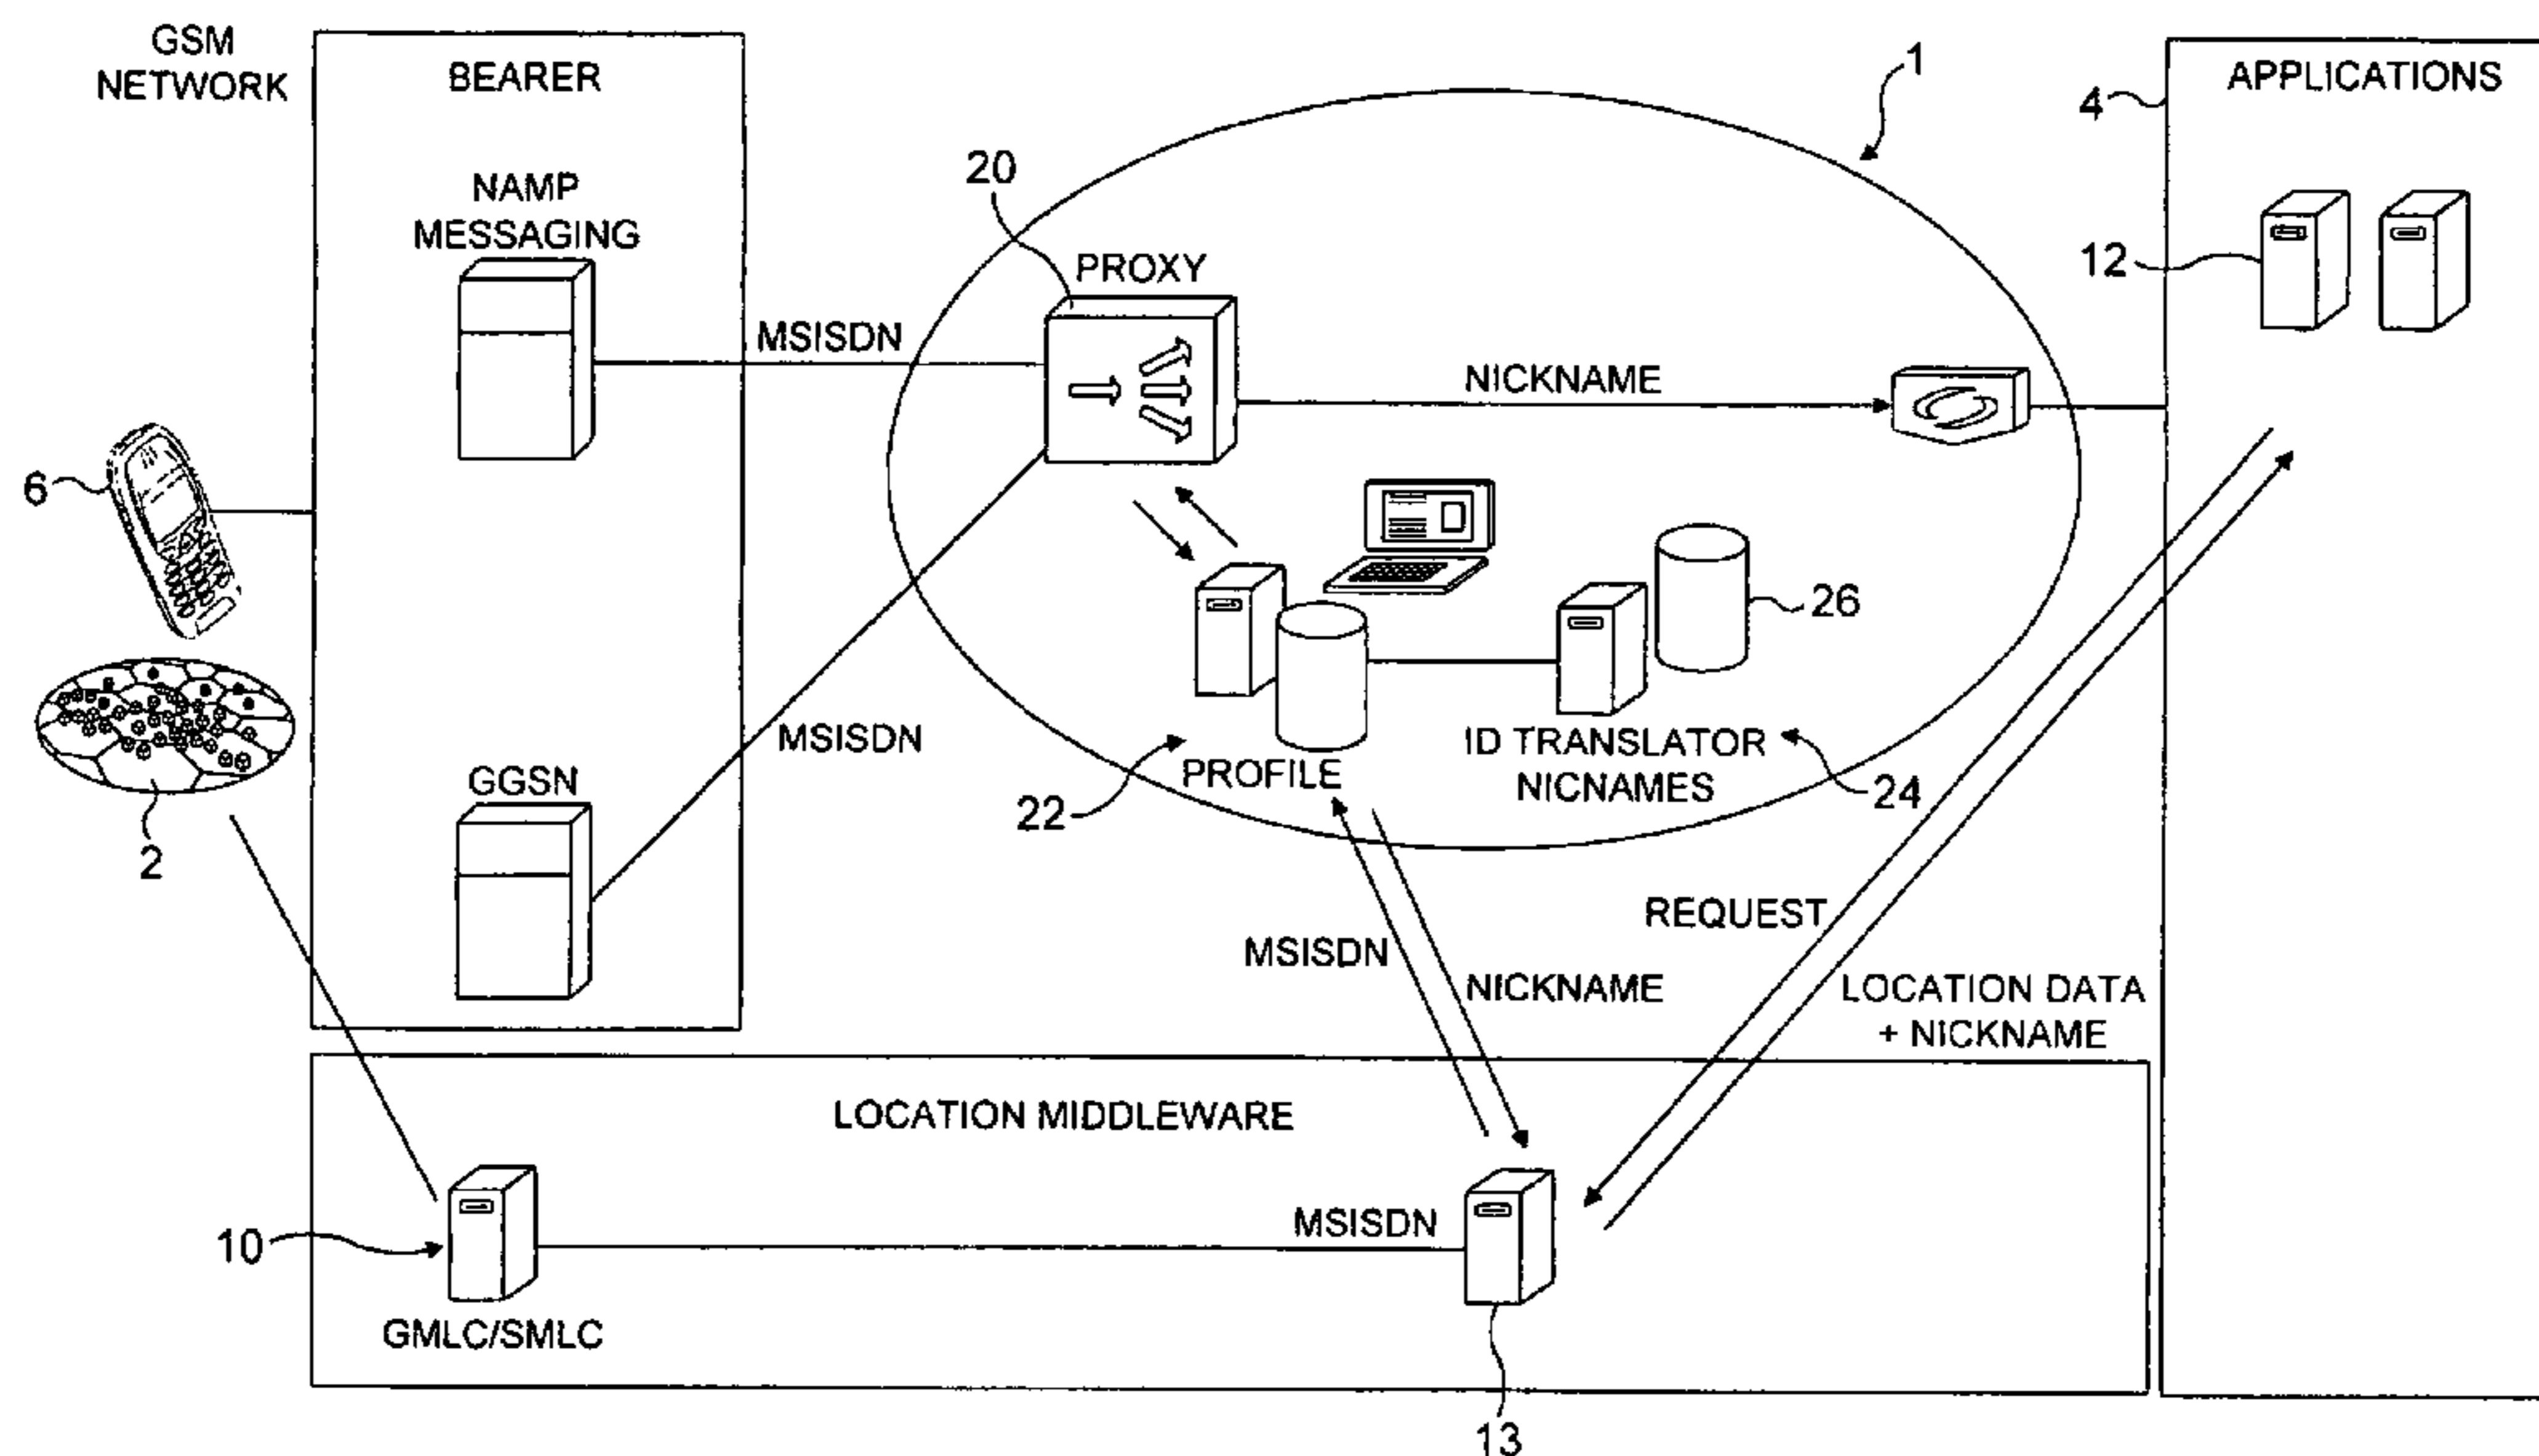 GSM
NETWORK
BEARER
NAMP
MESSAGING
MSISDN
6
2
GGSN
MSISDN
1
20
PROXY
NICKNAME
26
22
PROFILE
ID TRANSLATOR
NICNAMES
24
4
APPLICATIONS
12
MSISDN
NICKNAME
REQUEST
LOCATION DATA
+ NICKNAME
LOCATION MIDDLEWARE
10
GMLC/SMLC
MSISDN
13